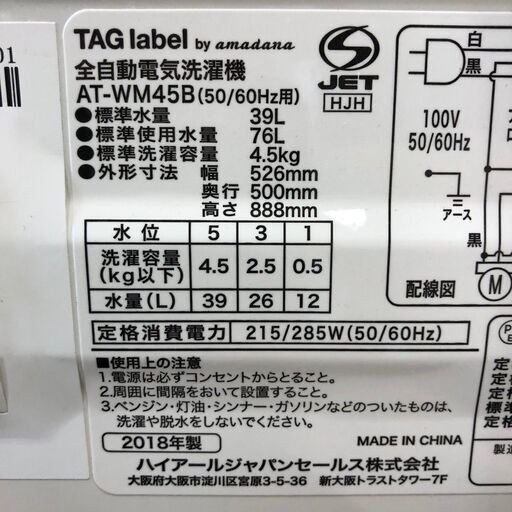 01
TAG label by amadana
全自動電気洗濯機
AT-WM45B(50/60Hz用)
S
JET
HJH
●標準水量 39L
●標準使用水量 76L
●標準洗濯容量 4.5kg
●外形寸法 幅 526mm
奥行 500mm
高さ 888mm
水位 5 3 1
洗濯容量(kg以下) 4.5 2.5 0.5
水量(L) 39 26 12
定格消費電力 215/285W(50/60Hz)
■使用上の注意
1.電源は必ずコンセントからとること。
2.周囲に間隔をおいて設置すること。
3.ベンジン・灯油・シンナー・ガソリンなどのついたものは、
洗濯や脱水をしないでください。
2018年製
MADE IN CHINA
ハイアールジャパンセールス株式会社
大阪府大阪市淀川区宮原3-5-36 新大阪トラストタワー7F
白
黒
100V
50/60Hz
アース
黒
M
配線図
定
定
標
定
製造